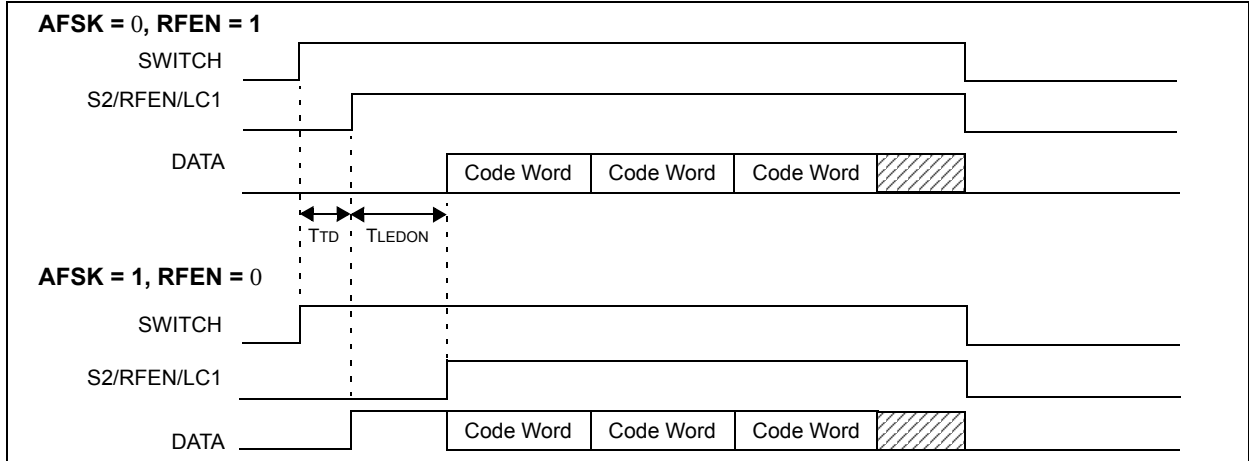 AFSK = 0, RFEN = 1
SWITCH
S2/RFEN/LC1
DATA
Code Word Code Word Code Word
TTD TLEDON
AFSK = 1, RFEN = 0
SWITCH
S2/RFEN/LC1
DATA
Code Word Code Word Code Word